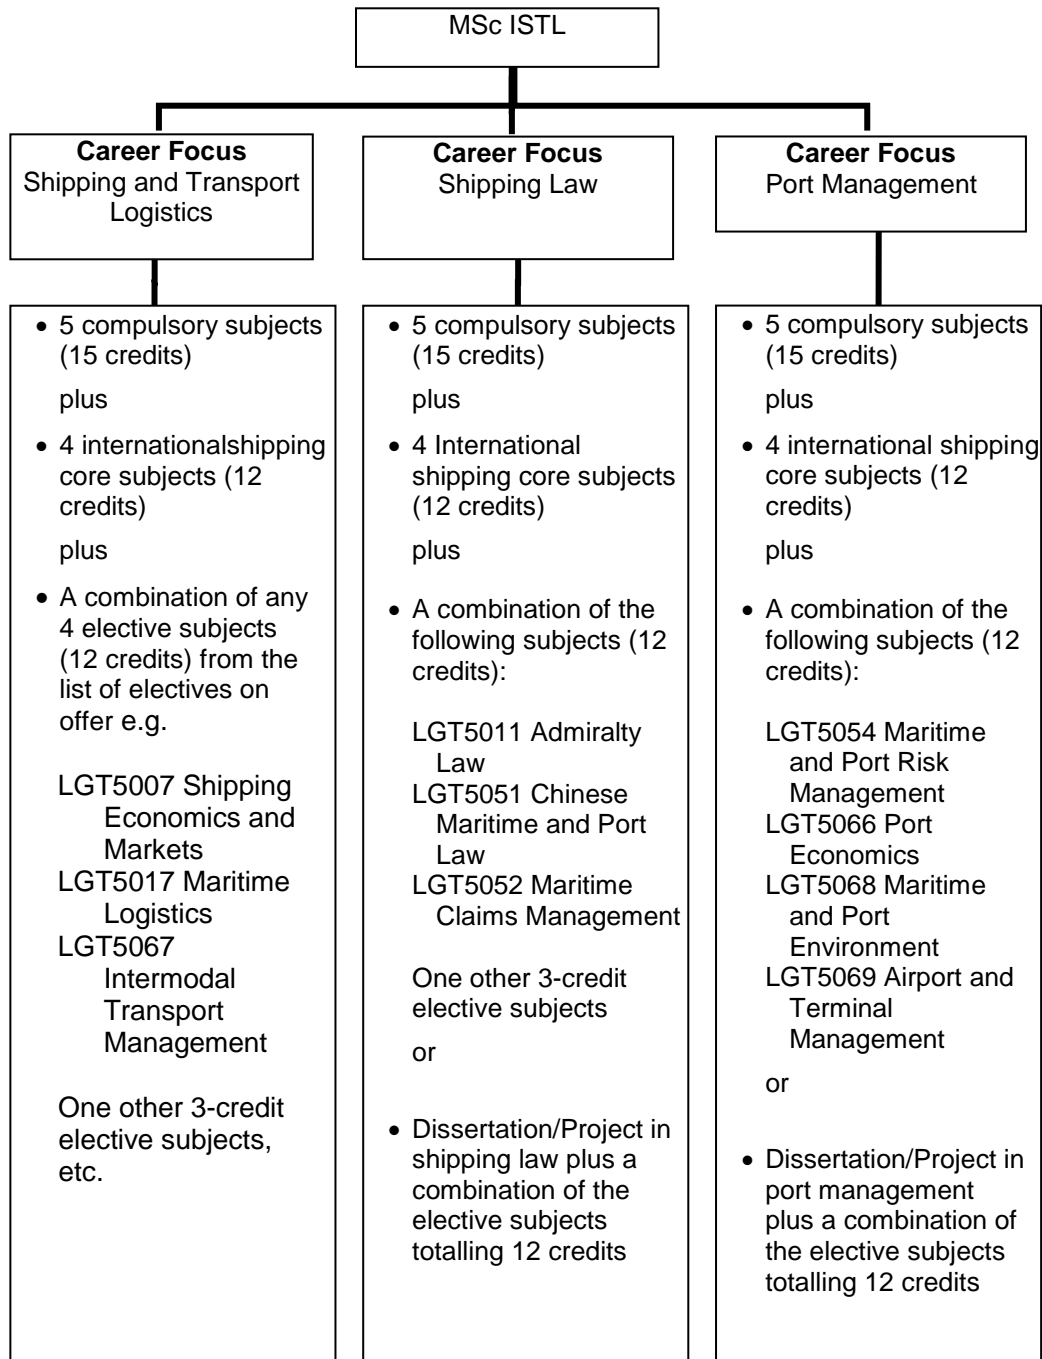 MSc ISTL
Career Focus
Shipping and Transport
Logistics
Career Focus
Shipping Law
Career Focus
Port Management
• 5 compulsory subjects
(15 credits)
plus
• 4 internationalshipping
core subjects (12
credits)
plus
• A combination of any
4 elective subjects
(12 credits) from the
list of electives on
offer e.g.
LGT5007 Shipping
Economics and
Markets
LGT5017 Maritime
Logistics
LGT5067
Intermodal
Transport
Management
One other 3-credit
elective subjects,
etc.
• 5 compulsory subjects
(15 credits)
plus
• 4 International
shipping core subjects
(12 credits)
plus
• A combination of the
following subjects (12
credits):
LGT5011 Admiralty
Law
LGT5051 Chinese
Maritime and Port
Law
LGT5052 Maritime
Claims Management
One other 3-credit
elective subjects
or
• Dissertation/Project in
shipping law plus a
combination of the
elective subjects
totalling 12 credits
• 5 compulsory subjects
(15 credits)
plus
• 4 international shipping
core subjects (12
credits)
plus
• A combination of the
following subjects (12
credits):
LGT5054 Maritime
and Port Risk
Management
LGT5066 Port
Economics
LGT5068 Maritime
and Port
Environment
LGT5069 Airport and
Terminal
Management
or
• Dissertation/Project in
port management
plus a combination of
the elective subjects
totalling 12 credits